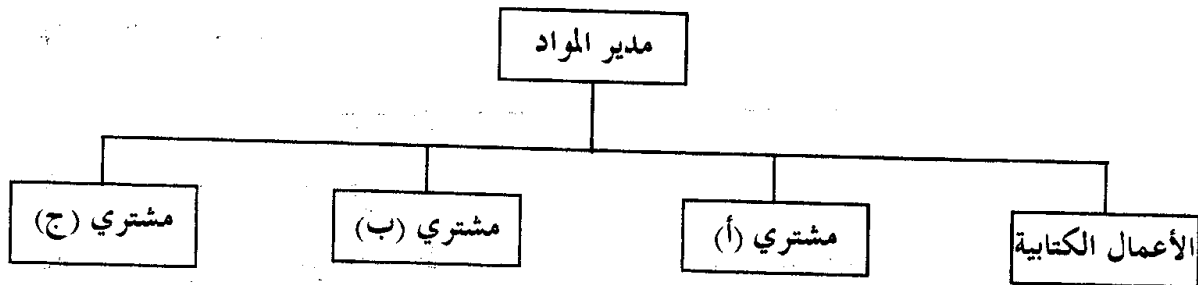 مدير المواد
الأعمال الكتابية
مشتري (أ)
مشتري (ب)
مشتري (ج)